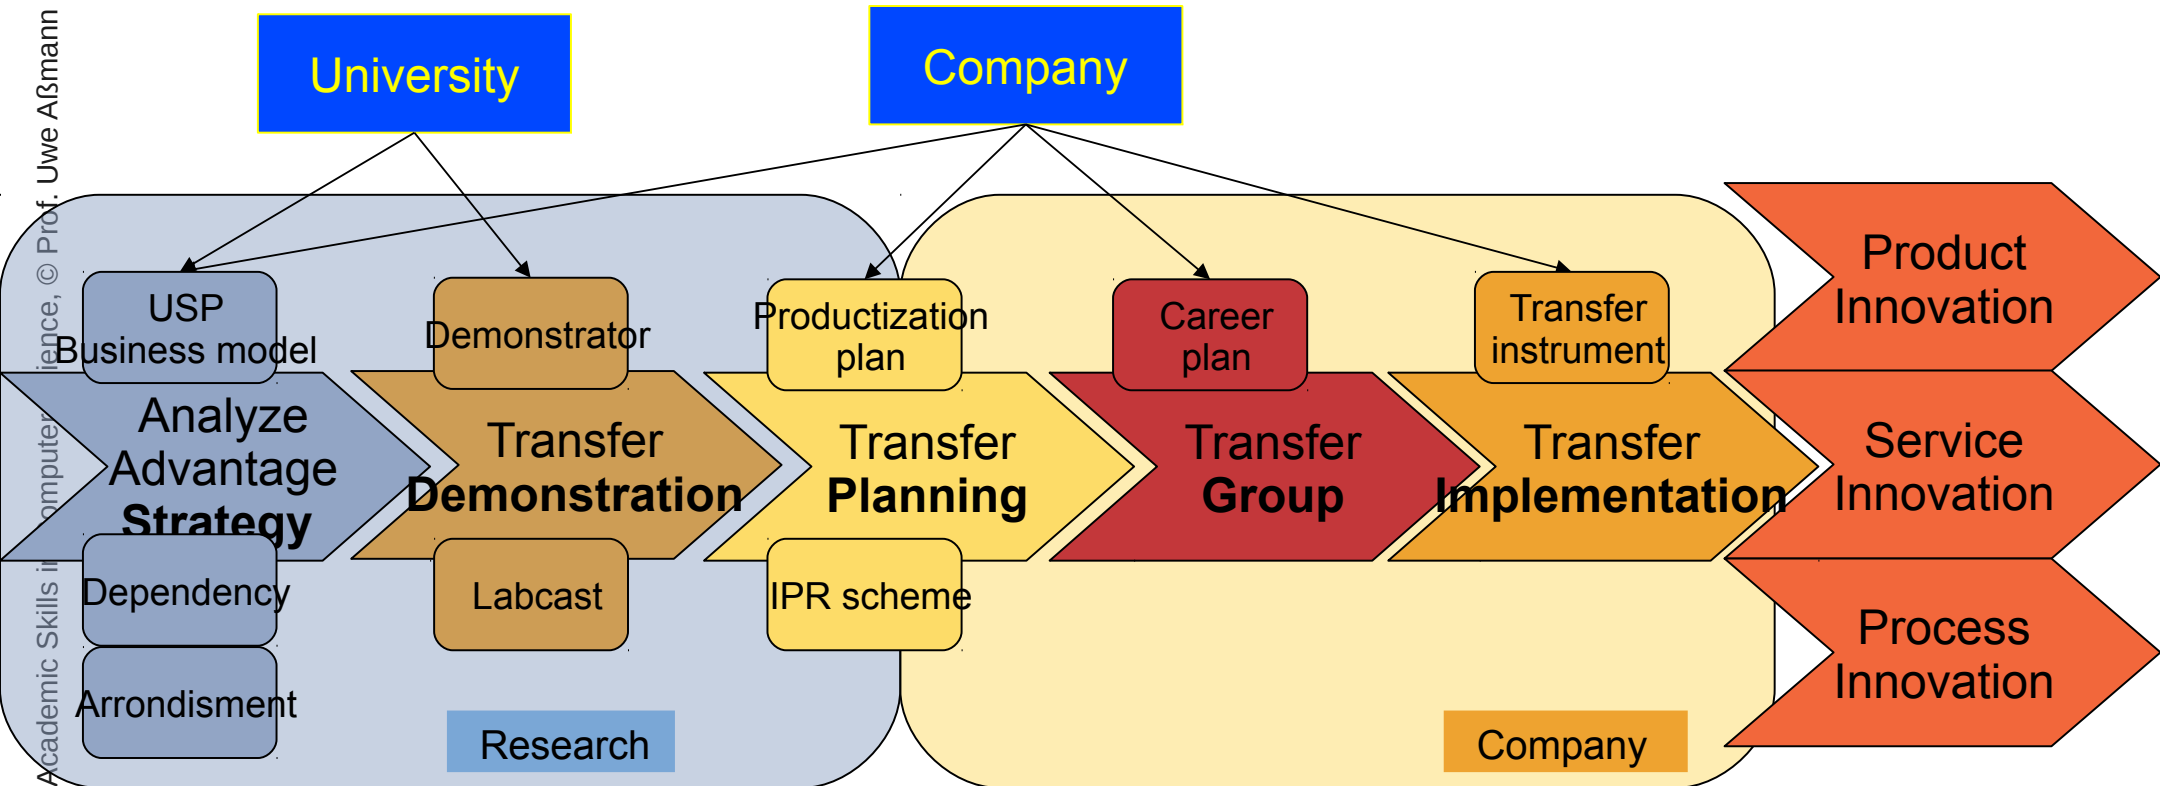 University
Company
USP
Business model
Demonstrator
Productization
plan
Career
plan
Transfer
instrument
Analyze
Advantage
Strategy
Transfer
Demonstration
Transfer
Planning
Transfer
Group
Transfer
Implementation
Product
Innovation
Service
Innovation
Process
Innovation
Dependency
Arrondisment
Labcast
IPR scheme
Research
Company
Academic Skills in Computer Science, © Prof. Uwe Aßmann